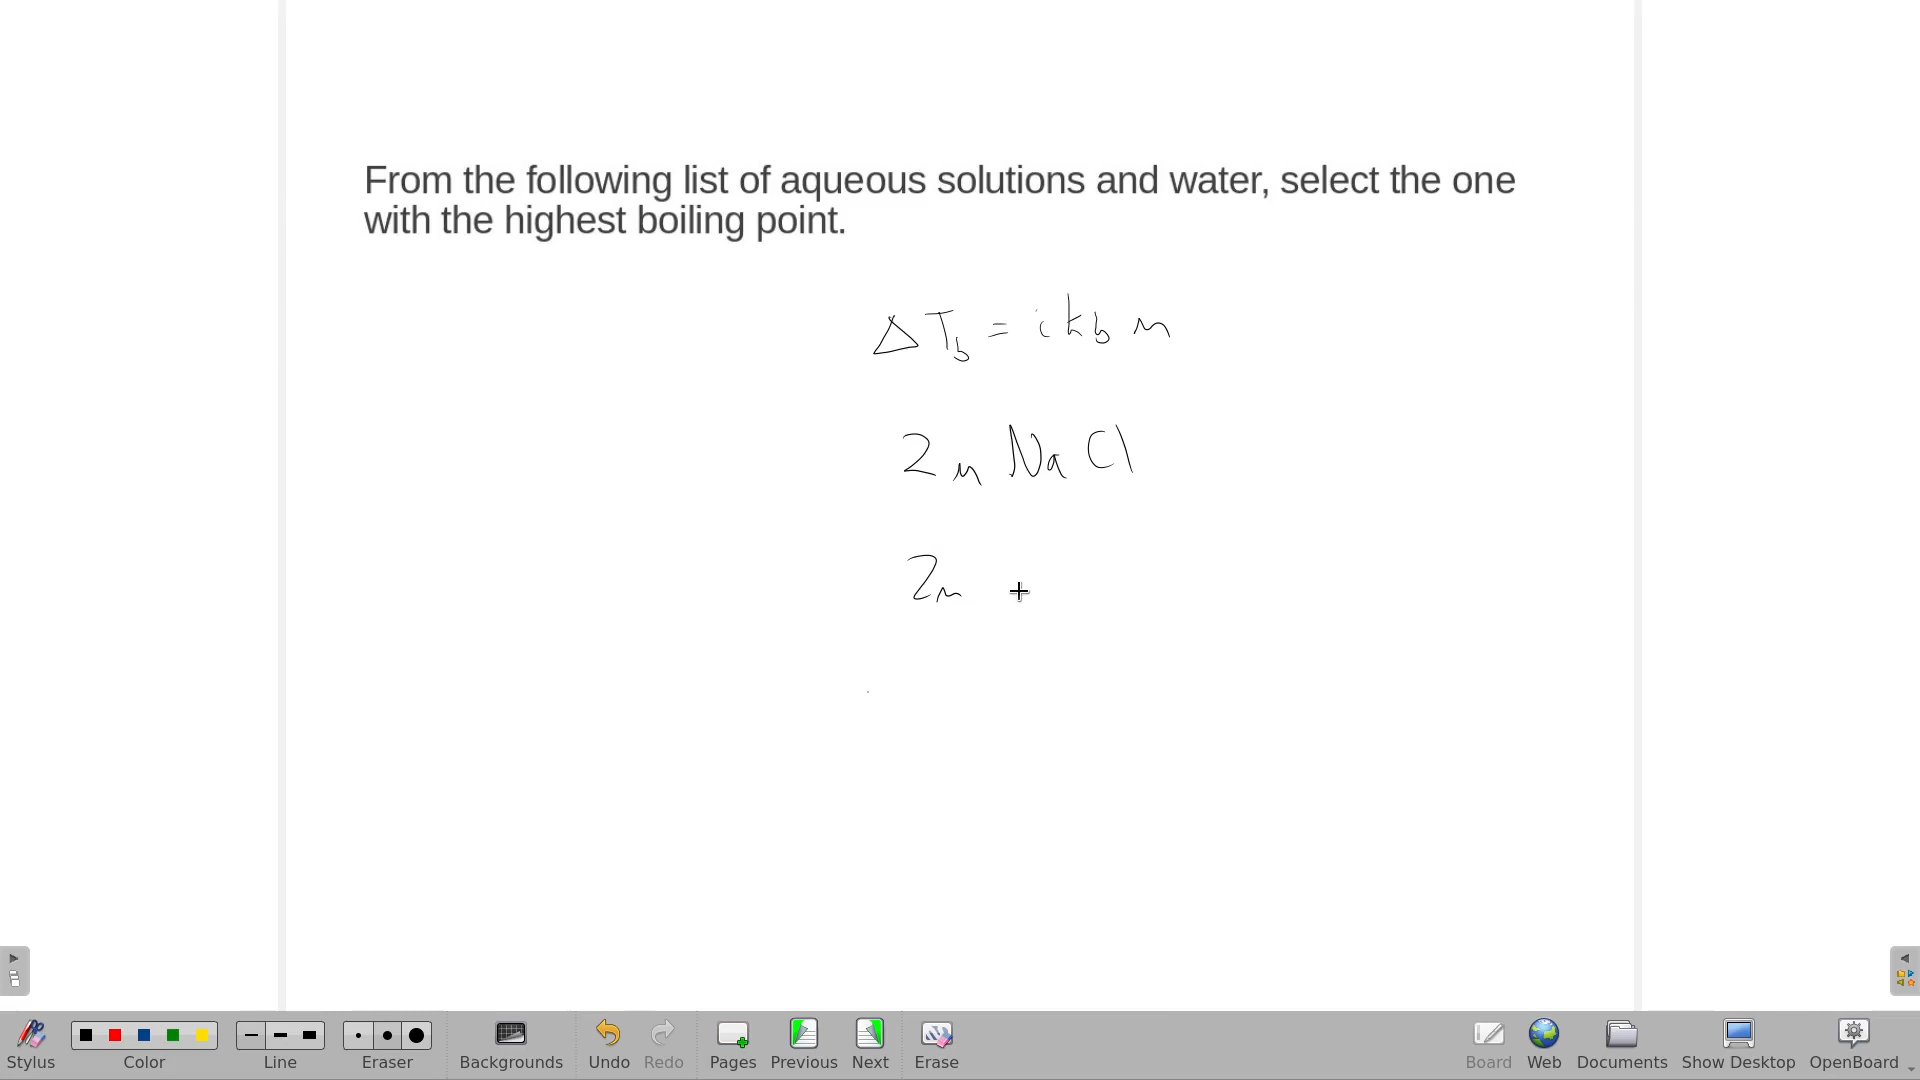 From the following list of aqueous solutions and water, select the one
with the highest boiling point.
ΔT_b = i k_b m
2 m NaCl
2 m
Stylus Color Line Eraser Backgrounds Undo Redo Pages Previous Next Erase Board Web Documents Show Desktop OpenBoard